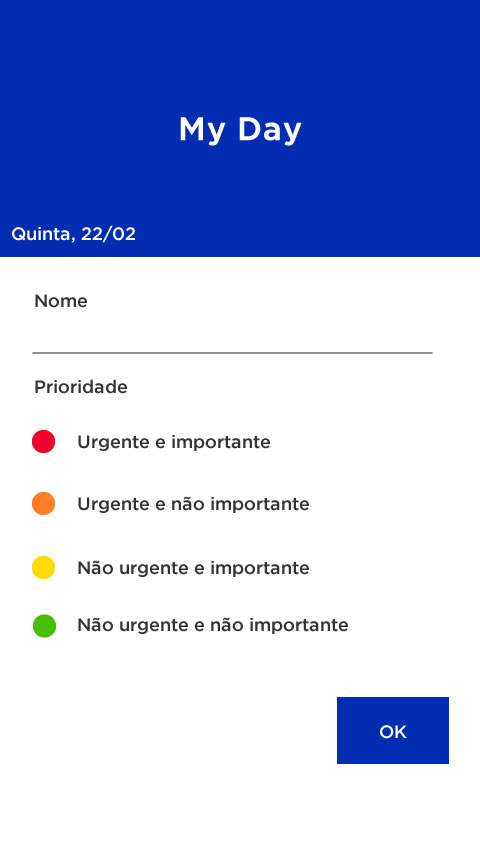 My Day
Quinta, 22/02
Nome
Prioridade
Urgente e importante
Urgente e não importante
Não urgente e importante
Não urgente e não importante
OK